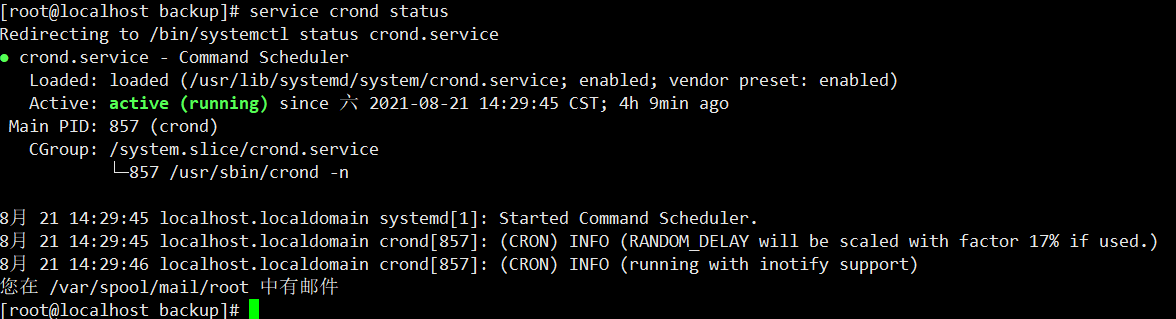 [root@localhost backup]# service crond status
Redirecting to /bin/systemctl status crond.service
● crond.service - Command Scheduler
   Loaded: loaded (/usr/lib/systemd/system/crond.service; enabled; vendor preset: enabled)
   Active: active (running) since 六 2021-08-21 14:29:45 CST; 4h 9min ago
 Main PID: 857 (crond)
   CGroup: /system.slice/crond.service
           └─857 /usr/sbin/crond -n
8月 21 14:29:45 localhost.localdomain systemd[1]: Started Command Scheduler.
8月 21 14:29:45 localhost.localdomain crond[857]: (CRON) INFO (RANDOM_DELAY will be scaled with factor 17% if used.)
8月 21 14:29:46 localhost.localdomain crond[857]: (CRON) INFO (running with inotify support)
您在 /var/spool/mail/root 中有邮件
[root@localhost backup]#